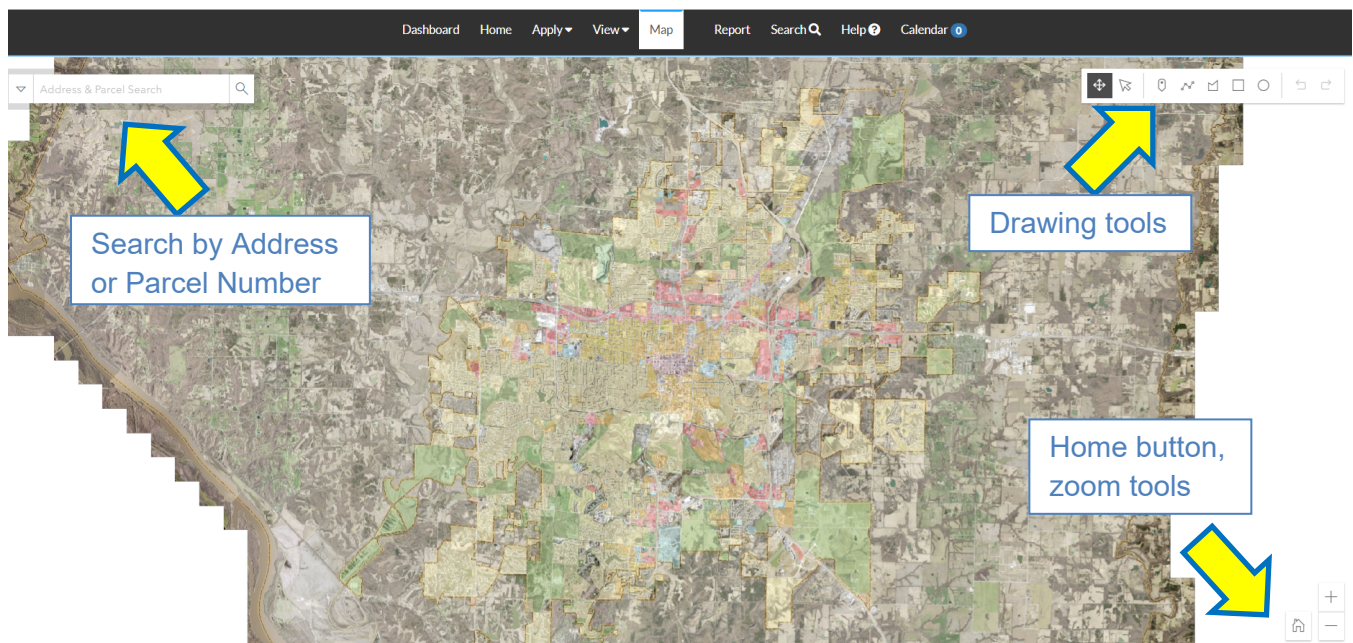 Dashboard Home Apply View Map Report Search Help Calendar 0
Address & Parcel Search
Search by Address
or Parcel Number
Drawing tools
Home button,
zoom tools